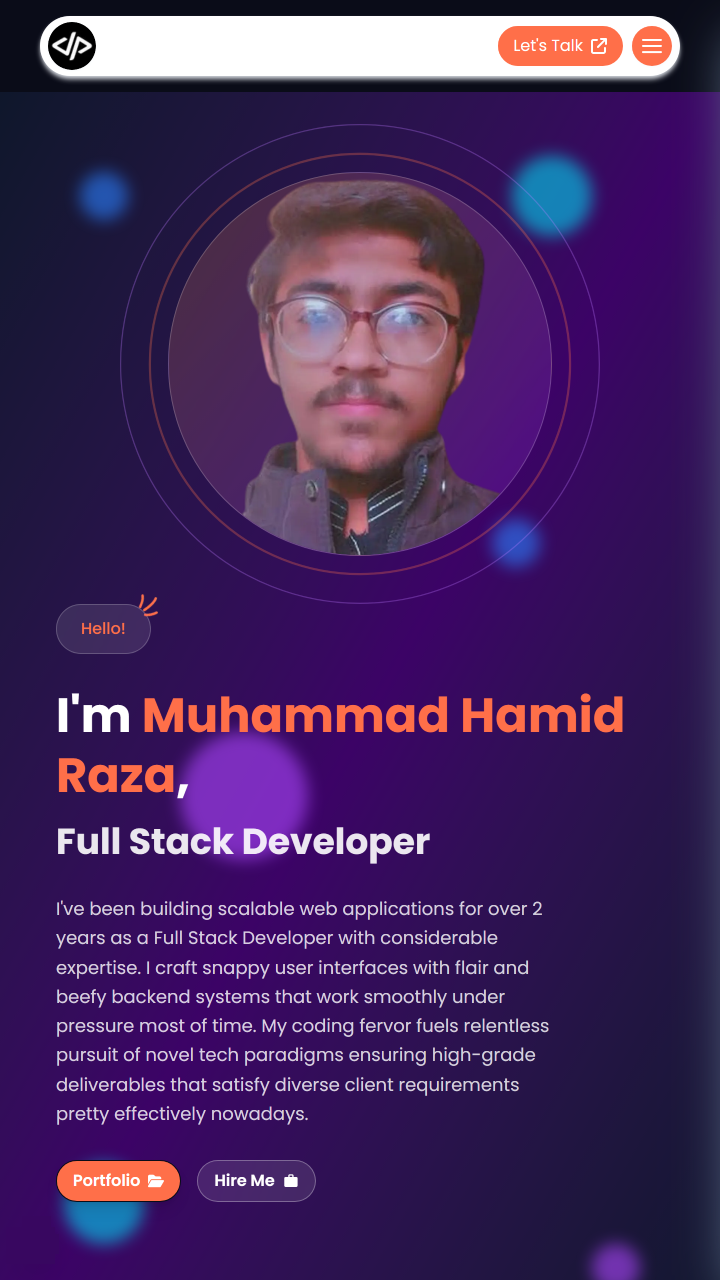 </>
Let's Talk
Hello!
I'm Muhammad Hamid
Raza,
Full Stack Developer
I've been building scalable web applications for over 2
years as a Full Stack Developer with considerable
expertise. I craft snappy user interfaces with flair and
beefy backend systems that work smoothly under
pressure most of time. My coding fervor fuels relentless
pursuit of novel tech paradigms ensuring high-grade
deliverables that satisfy diverse client requirements
pretty effectively nowadays.
Portfolio
Hire Me